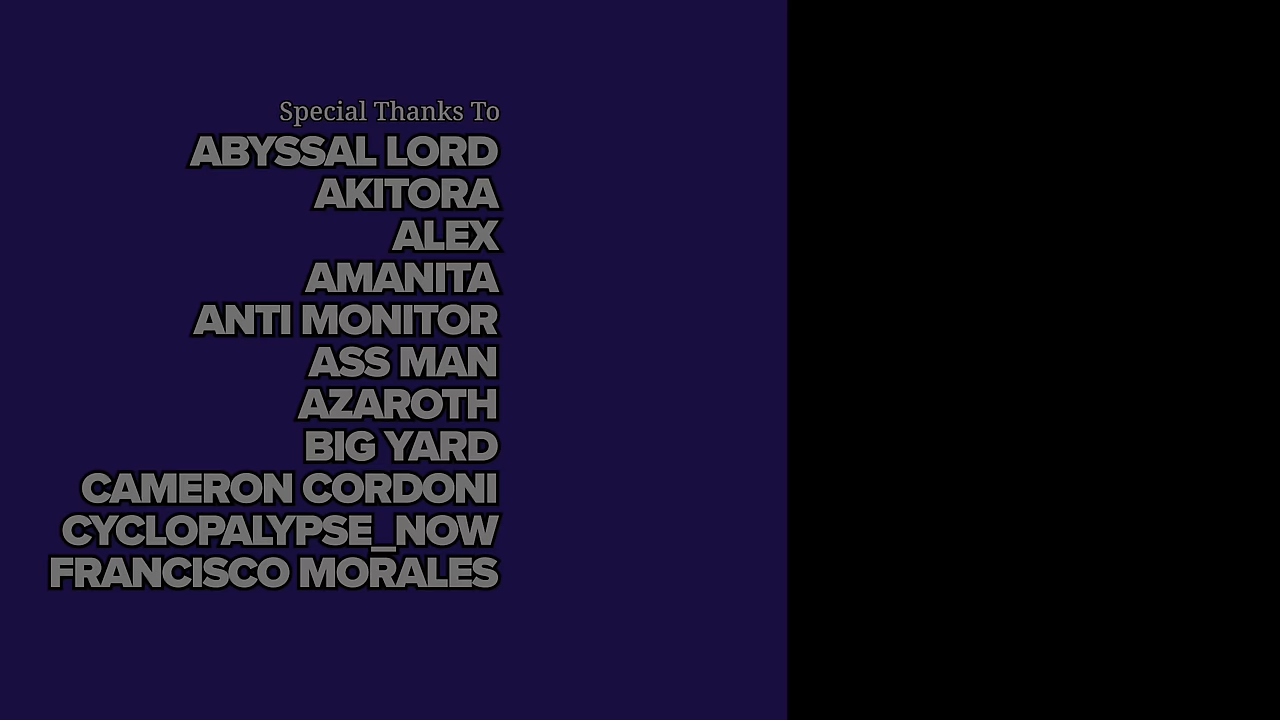 Special Thanks To
ABYSSAL LORD
AKITORA
ALEX
AMANITA
ANTI MONITOR
ASS MAN
AZAROTH
BIG YARD
CAMERON CORDONI
CYCLOPALYPSE_NOW
FRANCISCO MORALES